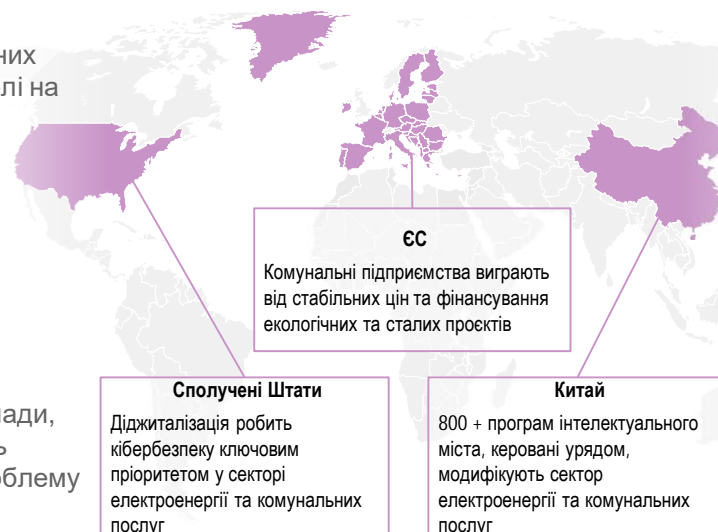 них
лі на
ЄС
Комунальні підприємства виграють
від стабільних цін та фінансування
екологічних та сталих проєктів
Сполучені Штати
Діджиталізація робить
кібербезпеку ключовим
пріоритетом у секторі
електроенергії та комунальних
послуг
Китай
800 + програм інтелектуального
міста, керовані урядом,
модифікують сектор
електроенергії та комунальних
послуг
ади,
ь
облему